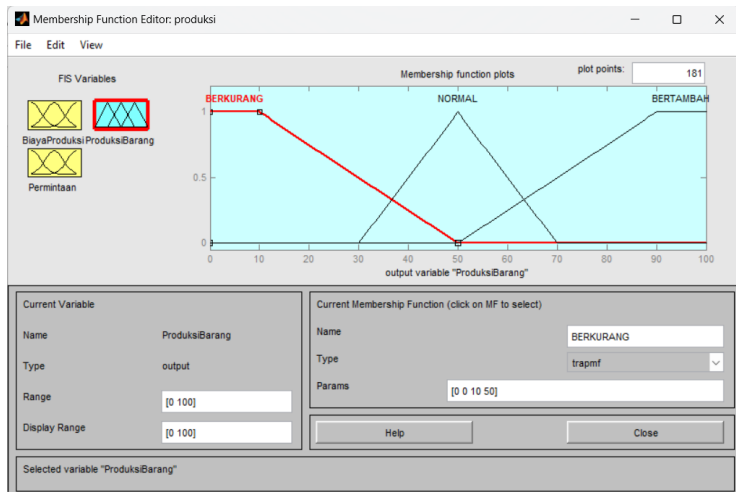 Membership Function Editor: produksi
File Edit View
FIS Variables
Membership function plots
plot points: 181
BiayaProduksi ProduksiBarang
Permintaan
BERKURANG NORMAL BERTAMBAH
1
0.5
0
0 10 20 30 40 50 60 70 80 90 100
output variable "ProduksiBarang"
Current Variable
Name ProduksiBarang
Type output
Range [0 100]
Display Range [0 100]
Current Membership Function (click on MF to select)
Name BERKURANG
Type trapmf
Params [0 0 10 50]
Help Close
Selected variable "ProduksiBarang"